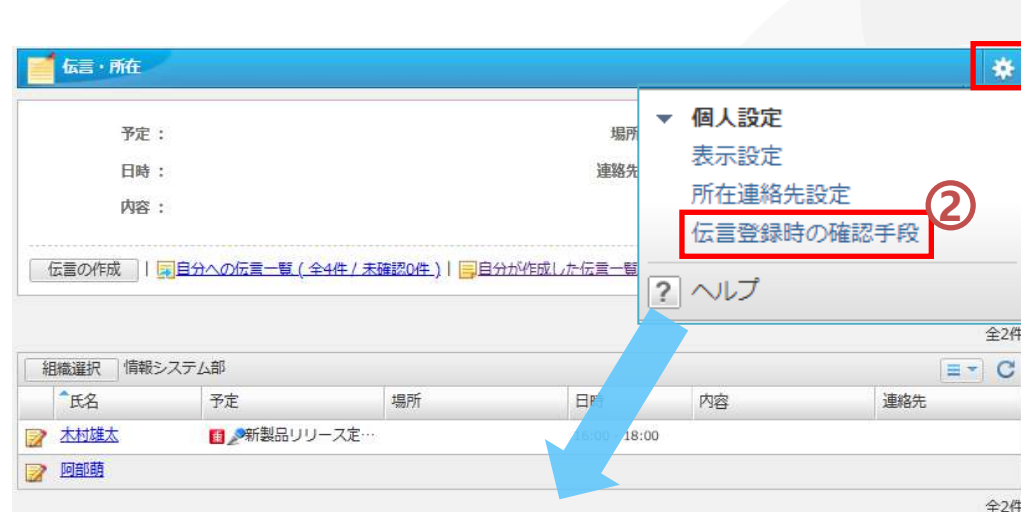 伝言・所在
予定：
場所
日時：
連絡先
内容：
個人設定
表示設定
所在連絡先設定
伝言登録時の確認手段
②
? ヘルプ
伝言の作成 | 自分への伝言一覧 ( 全4件 / 未確認0件 ) | 自分が作成した伝言一覧
全2件
組織選択 情報システム部
氏名 予定 場所 日時 内容 連絡先
木村雄太 重 新製品リリース定… 16:00 - 18:00
阿部萌
全2件